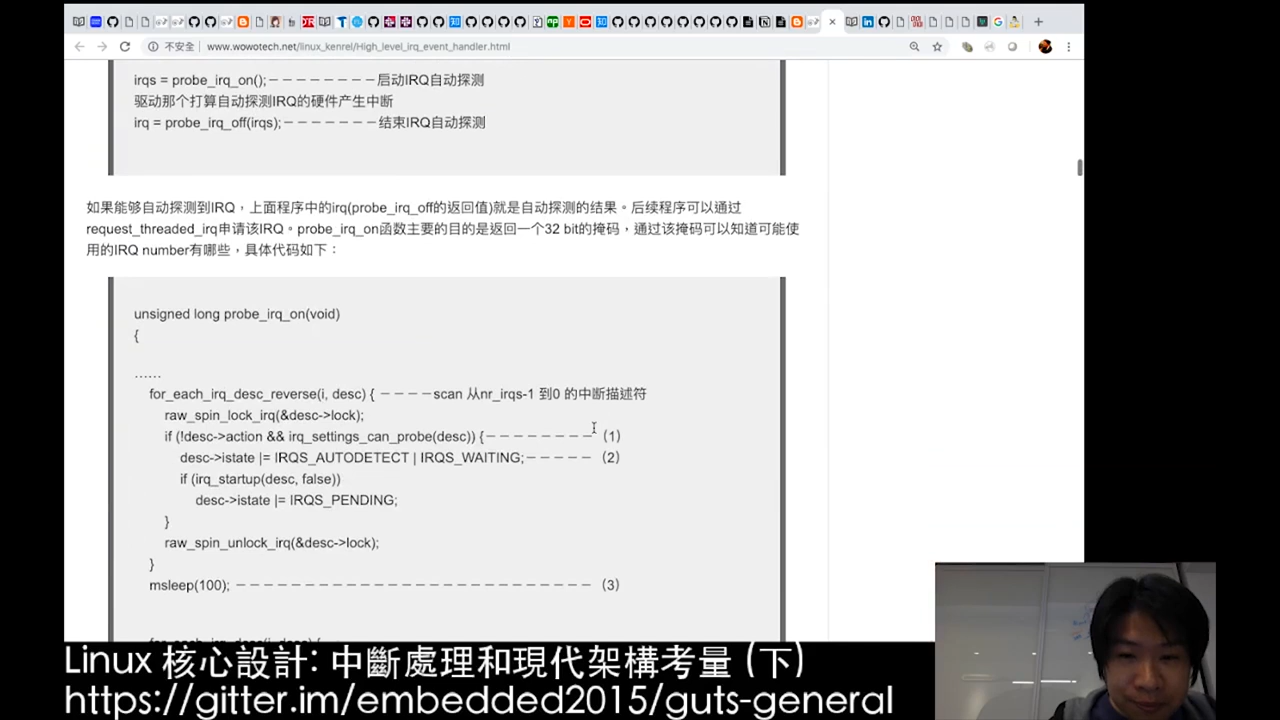 不安全 www.wowotech.net/linux_kenrel/High_level_irq_event_handler.html
irqs = probe_irq_on();－－－－－－－－启动IRQ自动探测
驱动那个打算自动探测IRQ的硬件产生中断
irq = probe_irq_off(irqs);－－－－－－－结束IRQ自动探测
如果能够自动探测到IRQ，上面程序中的irq(probe_irq_off的返回值)就是自动探测的结果。后续程序可以通过
request_threaded_irq申请该IRQ。probe_irq_on函数主要的目的是返回一个32 bit的掩码，通过该掩码可以知道可能使
用的IRQ number有哪些，具体代码如下：
unsigned long probe_irq_on(void)
{
……
for_each_irq_desc_reverse(i, desc) { －－－－scan 从nr_irqs-1 到0 的中断描述符
raw_spin_lock_irq(&desc->lock);
if (!desc->action && irq_settings_can_probe(desc)) {－－－－－－－－（1）
desc->istate |= IRQS_AUTODETECT | IRQS_WAITING;－－－－－（2）
if (irq_startup(desc, false))
desc->istate |= IRQS_PENDING;
}
raw_spin_unlock_irq(&desc->lock);
}
msleep(100); －－－－－－－－－－－－－－－－－－－－－－－－－－（3）
Linux 核心設計: 中斷處理和現代架構考量 (下)
https://gitter.im/embedded2015/guts-general